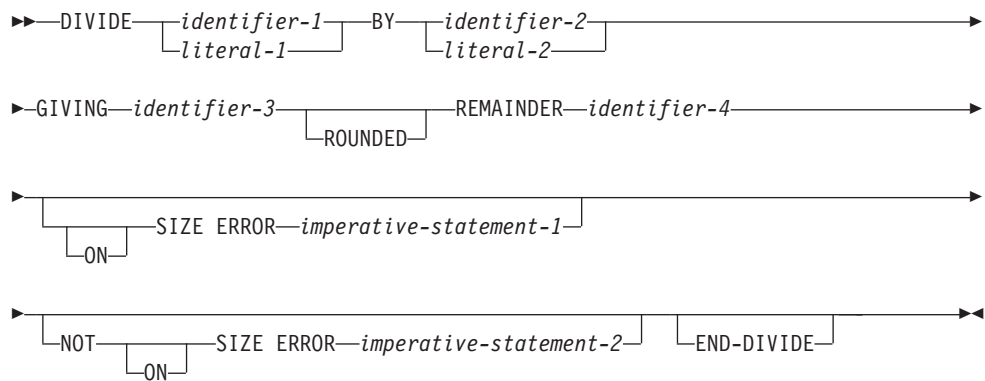 DIVIDE identifier-1 BY identifier-2
literal-1 literal-2
GIVING identifier-3 REMAINDER identifier-4
ROUNDED
SIZE ERROR imperative-statement-1
ON
NOT SIZE ERROR imperative-statement-2 END-DIVIDE
ON